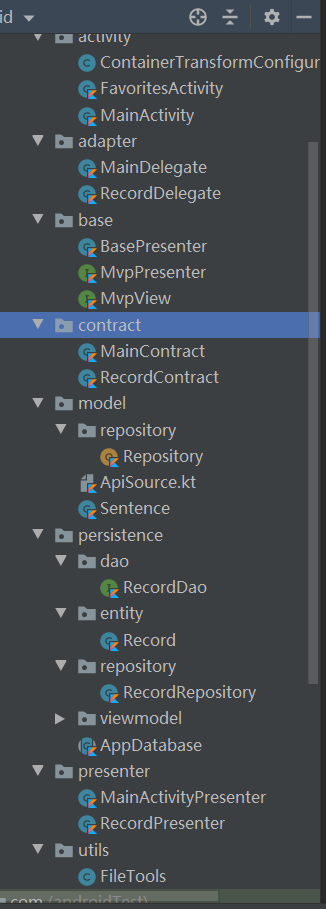 id
activity
ContainerTransformConfigur
FavoritesActivity
MainActivity
adapter
MainDelegate
RecordDelegate
base
BasePresenter
MvpPresenter
MvpView
contract
MainContract
RecordContract
model
repository
Repository
ApiSource.kt
Sentence
persistence
dao
RecordDao
entity
Record
repository
RecordRepository
viewmodel
AppDatabase
presenter
MainActivityPresenter
RecordPresenter
utils
FileTools
com (androidTest)